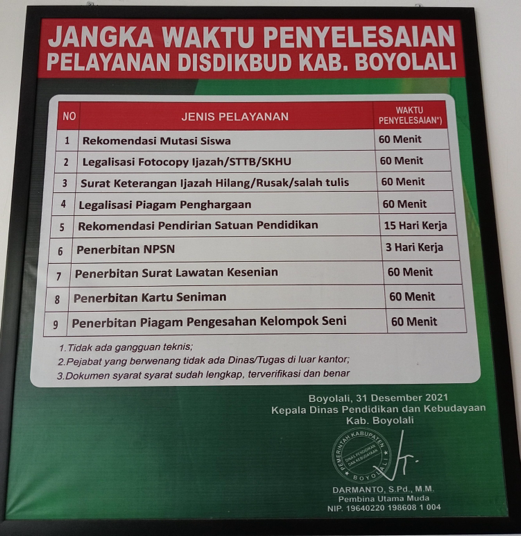 JANGKA WAKTU PENYELESAIAN
PELAYANAN DISDIKBUD KAB. BOYOLALI
NO JENIS PELAYANAN WAKTU PENYELESAIAN*)
1 Rekomendasi Mutasi Siswa 60 Menit
2 Legalisasi Fotocopy Ijazah/STTB/SKHU 60 Menit
3 Surat Keterangan Ijazah Hilang/Rusak/salah tulis 60 Menit
4 Legalisasi Piagam Penghargaan 60 Menit
5 Rekomendasi Pendirian Satuan Pendidikan 15 Hari Kerja
6 Penerbitan NPSN 3 Hari Kerja
7 Penerbitan Surat Lawatan Kesenian 60 Menit
8 Penerbitan Kartu Seniman 60 Menit
9 Penerbitan Piagam Pengesahan Kelompok Seni 60 Menit
1.Tidak ada gangguan teknis;
2.Pejabat yang berwenang tidak ada Dinas/Tugas di luar kantor;
3.Dokumen syarat syarat sudah lengkap, terverifikasi dan benar
Boyolali, 31 Desember 2021
Kepala Dinas Pendidikan dan Kebudayaan
Kab. Boyolali
PEMERINTAH KABUPATEN
DINAS PENDIDIKAN
DAN KEBUDAYAAN
BOYOLALI
DARMANTO, S.Pd., M.M.
Pembina Utama Muda
NIP. 19640220 198608 1 004